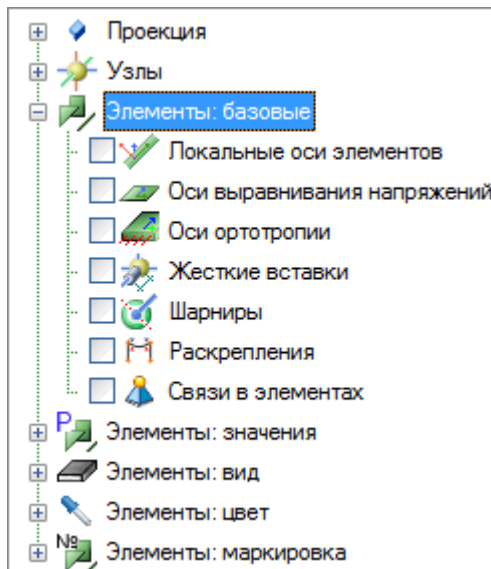 Проекция
Узлы
Элементы: базовые
Локальные оси элементов
Оси выравнивания напряжений
Оси ортотропии
Жесткие вставки
Шарниры
Раскрепления
Связи в элементах
P Элементы: значения
Элементы: вид
Элементы: цвет
№ Элементы: маркировка